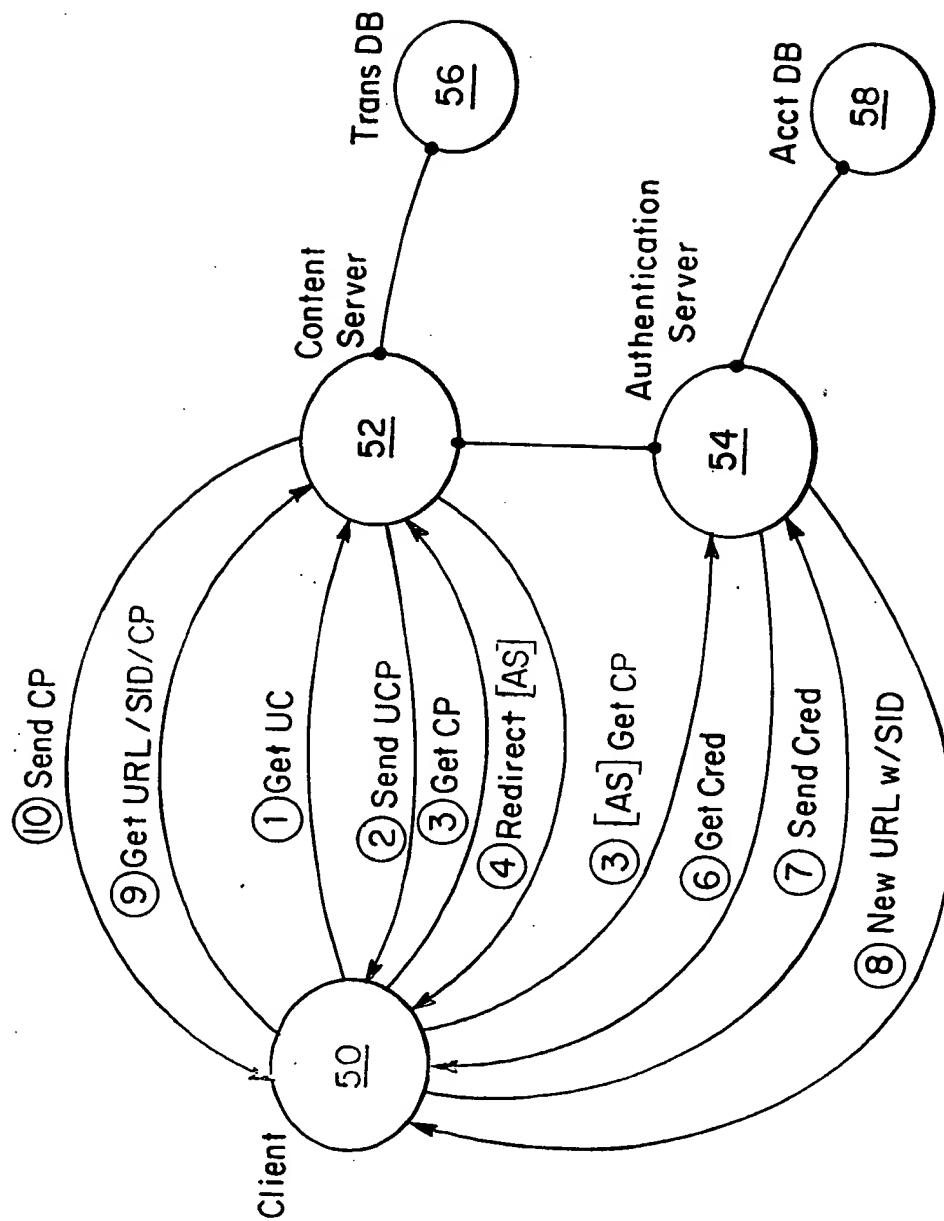 Client
50
Content
Server
52
Trans DB
56
Authentication
Server
54
Acct DB
58
⑩ Send CP
⑨ Get URL/SID/CP
① Get UC
② Send UCP
③ Get CP
④ Redirect [AS]
③ [AS] Get CP
⑥ Get Cred
⑦ Send Cred
⑧ New URL w/SID